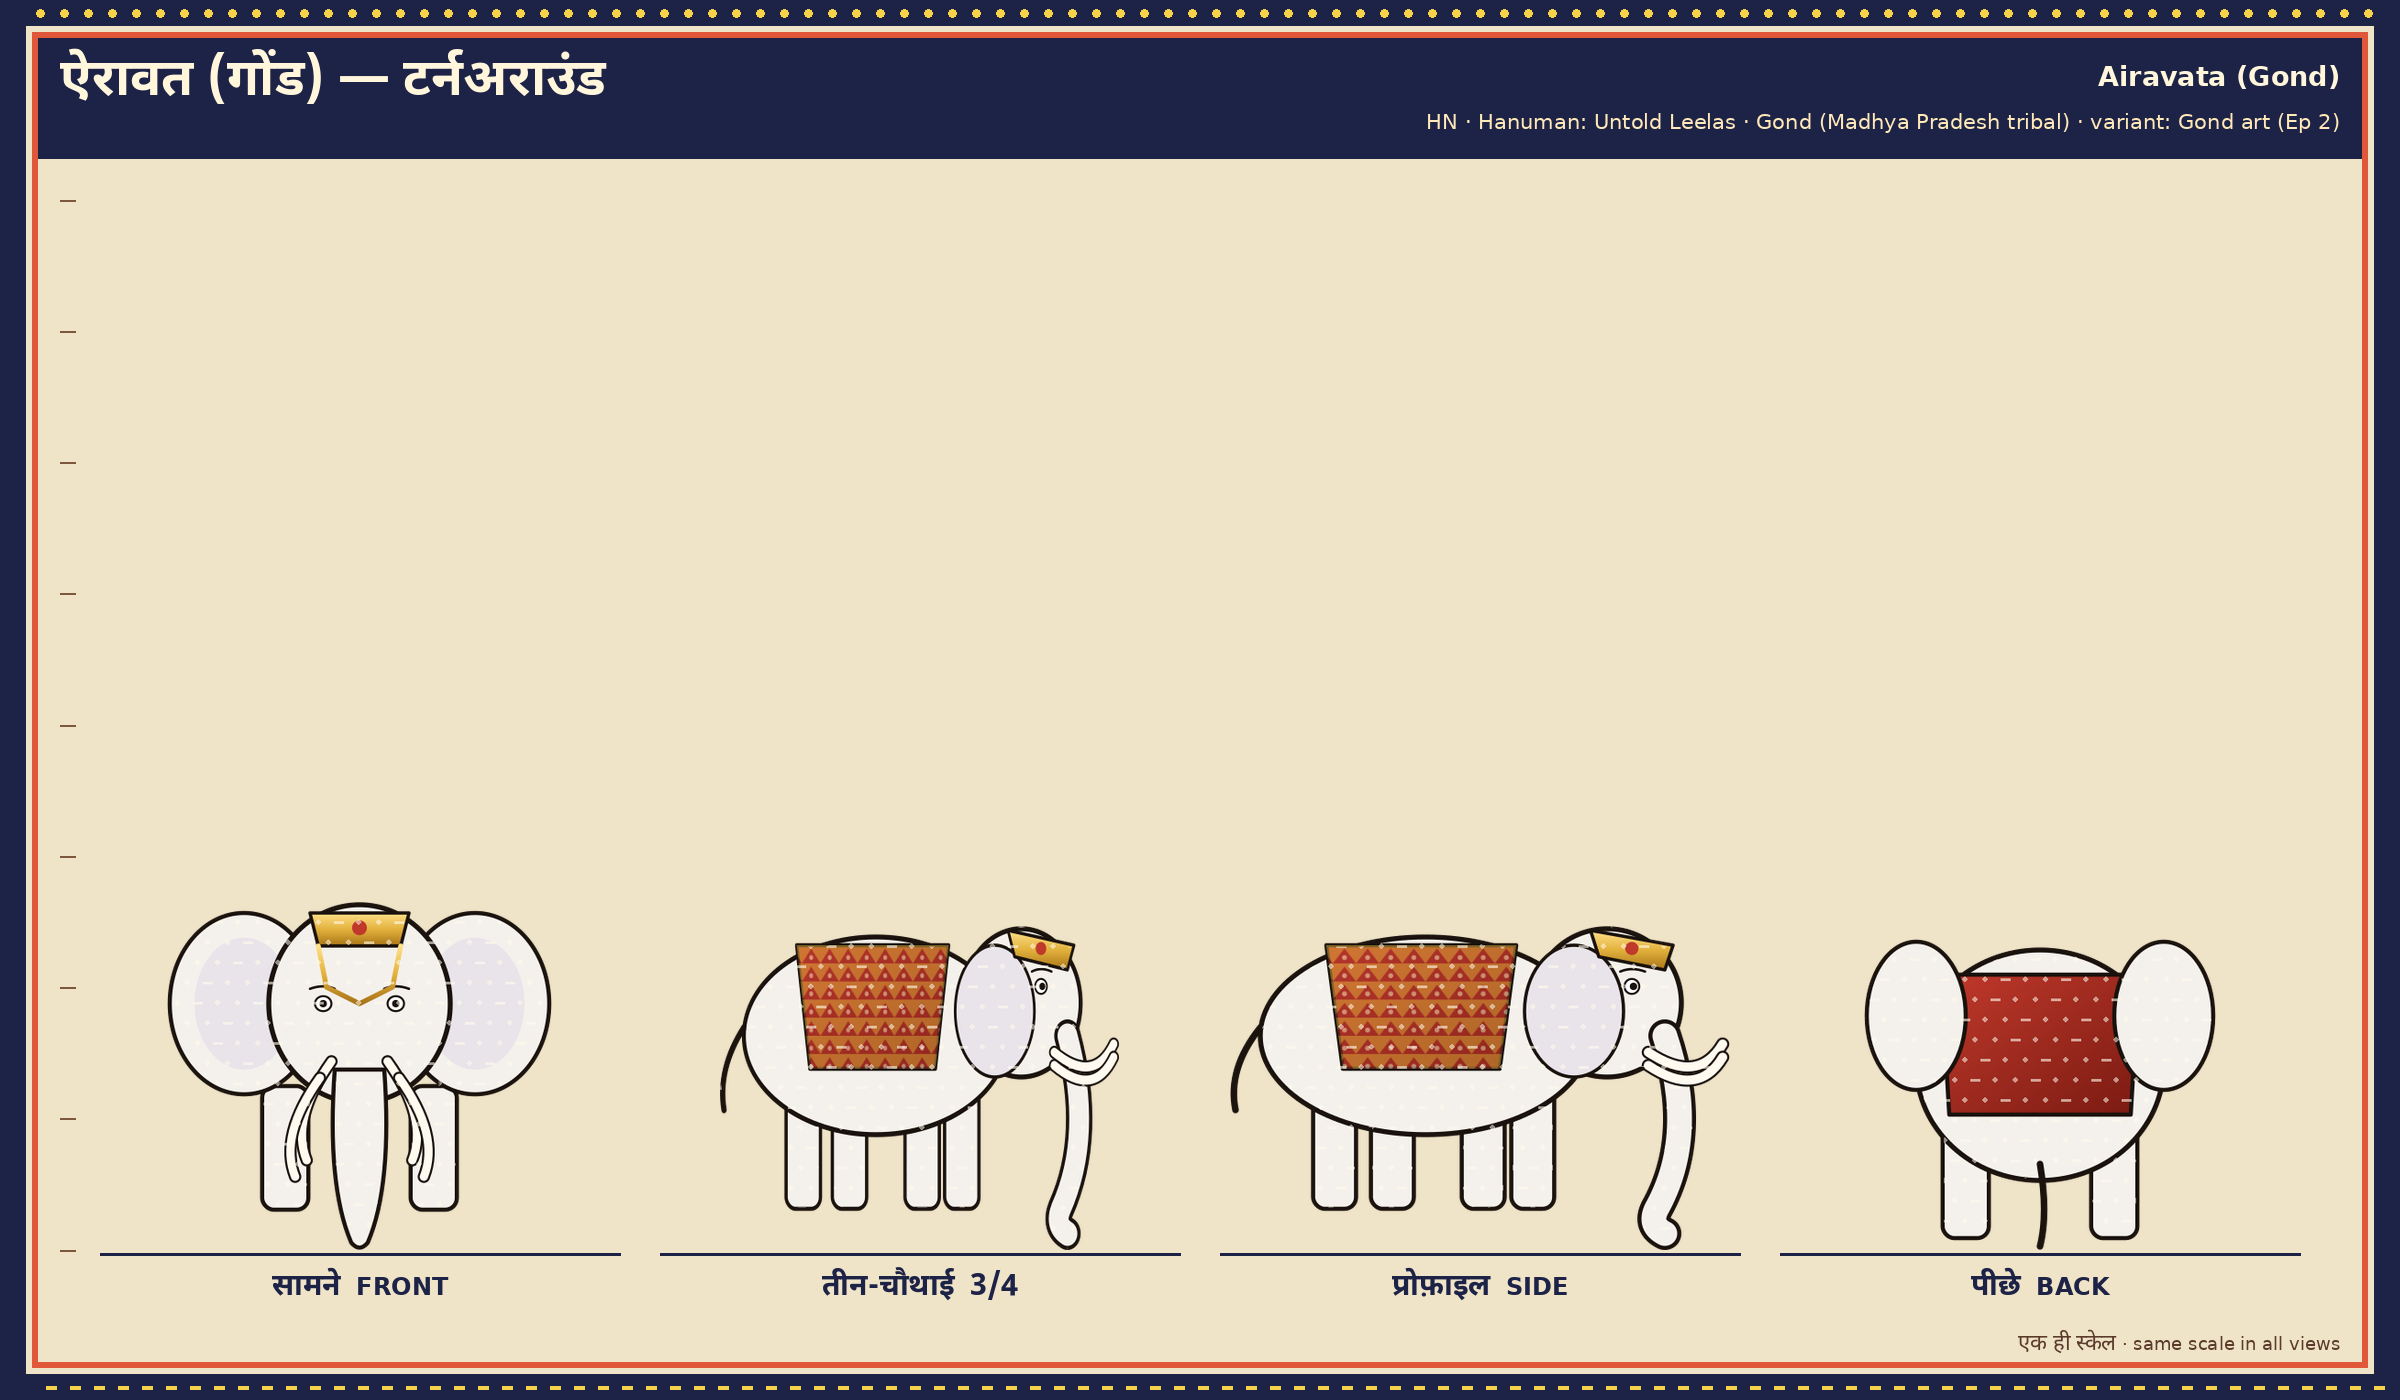 ऐरावत (गोंड) — टर्नअराउंड
Airavata (Gond)
HN · Hanuman: Untold Leelas · Gond (Madhya Pradesh tribal) · variant: Gond art (Ep 2)
सामने FRONT
तीन-चौथाई 3/4
प्रोफ़ाइल SIDE
पीछे BACK
एक ही स्केल · same scale in all views